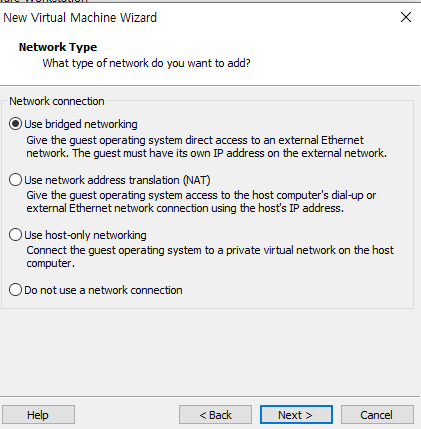 New Virtual Machine Wizard
Network Type
What type of network do you want to add?
Network connection
Use bridged networking
Give the guest operating system direct access to an external Ethernet
network. The guest must have its own IP address on the external network.
Use network address translation (NAT)
Give the guest operating system access to the host computer's dial-up or
external Ethernet network connection using the host's IP address.
Use host-only networking
Connect the guest operating system to a private virtual network on the host
computer.
Do not use a network connection
Help
< Back
Next >
Cancel